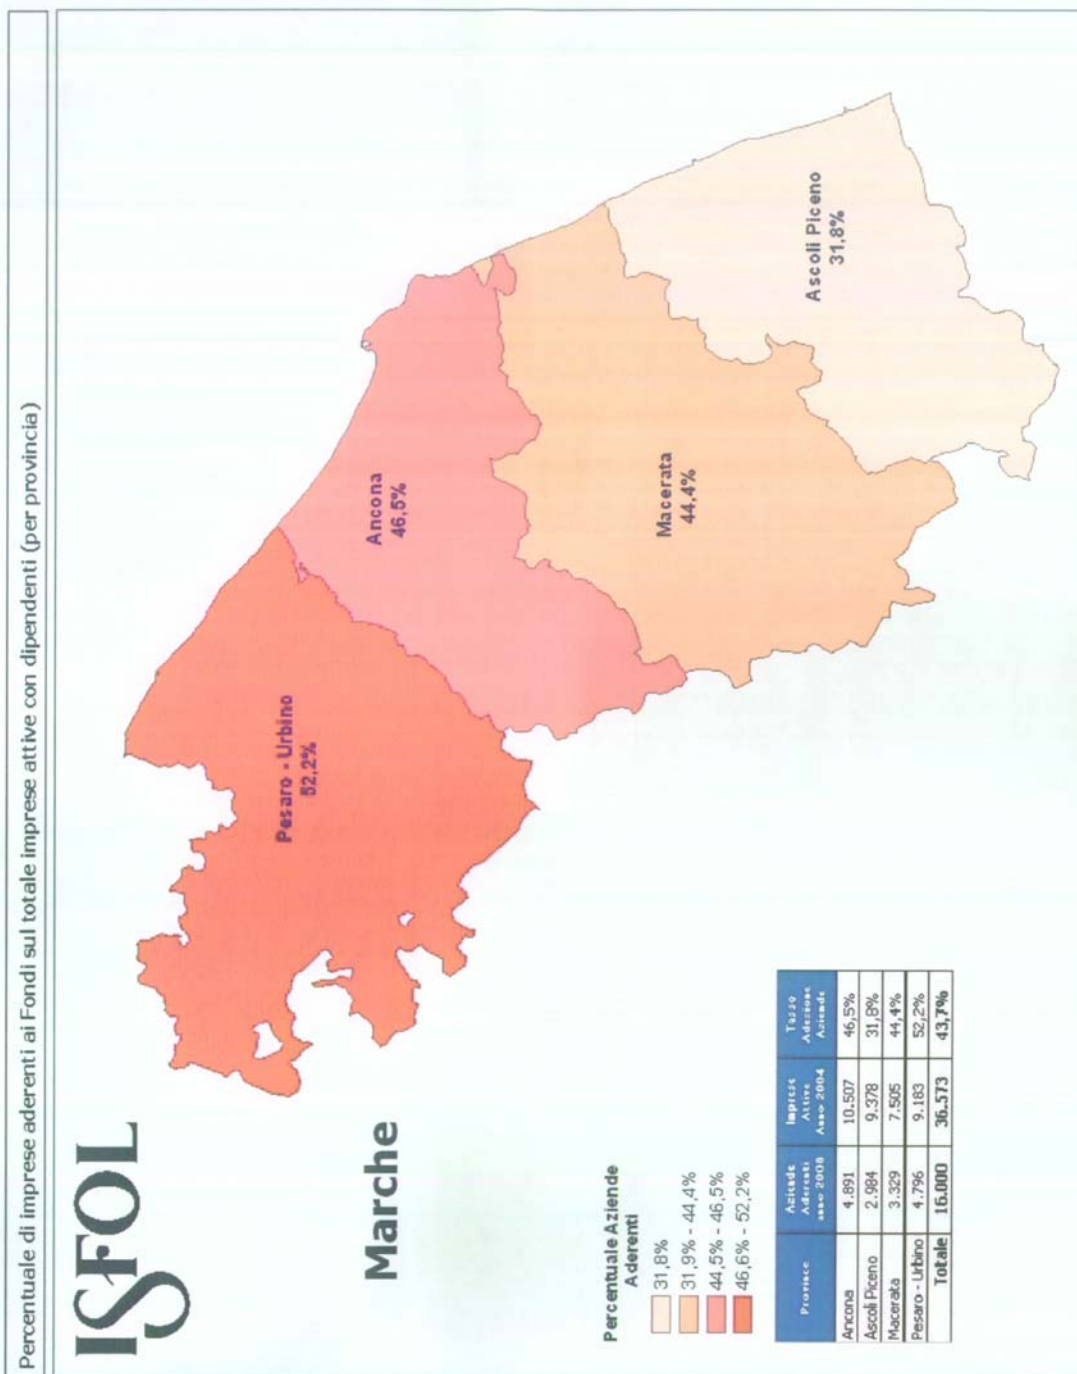 Percentuale di imprese aderenti ai Fondi sul totale imprese attive con dipendenti (per provincia)
ISFOL
Marche
Pesaro - Urbino
52,2%
Ancona
46,5%
Macerata
44,4%
Ascoli Piceno
31,8%
Percentuale Aziende
Aderenti
31,8%
31,9% - 44,4%
44,5% - 46,5%
46,6% - 52,2%
Province Aziende Aderenti anno 2008 Imprese Attive Anno 2004 Tasso Adesione Aziende
Ancona 4.891 10.507 46,5%
Ascoli Piceno 2.984 9.378 31,8%
Macerata 3.329 7.505 44,4%
Pesaro - Urbino 4.796 9.183 52,2%
Totale 16.000 36.573 43,7%